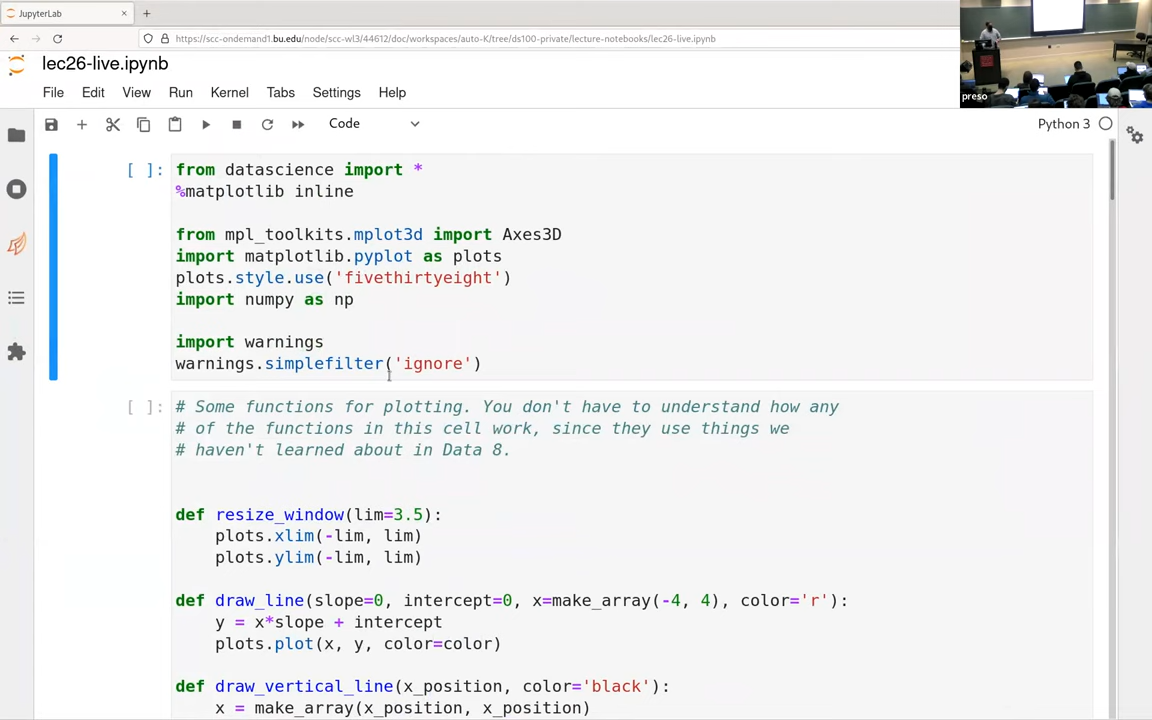 JupyterLab
https://scc-ondemand1.bu.edu/node/scc-wl3/44612/doc/workspaces/auto-K/tree/ds100-private/lecture-notebooks/lec26-live.ipynb
lec26-live.ipynb
preso
File Edit View Run Kernel Tabs Settings Help
Code
Python 3
[ ]:
from datascience import *
%matplotlib inline
from mpl_toolkits.mplot3d import Axes3D
import matplotlib.pyplot as plots
plots.style.use('fivethirtyeight')
import numpy as np
import warnings
warnings.simplefilter('ignore')
[ ]:
# Some functions for plotting. You don't have to understand how any
# of the functions in this cell work, since they use things we
# haven't learned about in Data 8.
def resize_window(lim=3.5):
plots.xlim(-lim, lim)
plots.ylim(-lim, lim)
def draw_line(slope=0, intercept=0, x=make_array(-4, 4), color='r'):
y = x*slope + intercept
plots.plot(x, y, color=color)
def draw_vertical_line(x_position, color='black'):
x = make_array(x_position, x_position)